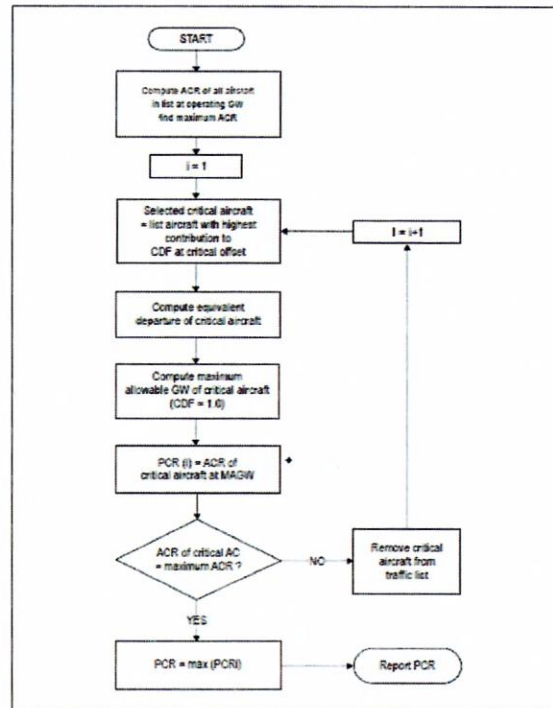 START
Compute ACR of all aircraft
in list at operating GW
find maximum ACR
i = 1
Selected critical aircraft
= list aircraft with highest
contribution to
CDF at critical offset
I = i+1
Compute equivalent
departure of critical aircraft
Compute maximum
allowable GW of critical aircraft
(CDF = 1.0)
PCR (i) = ACR of
critical aircraft at MAGW
ACR of critical AC
= maximum ACR ?
NO
Remove critical
aircraft from
traffic list
YES
PCR = max (PCRi)
Report PCR